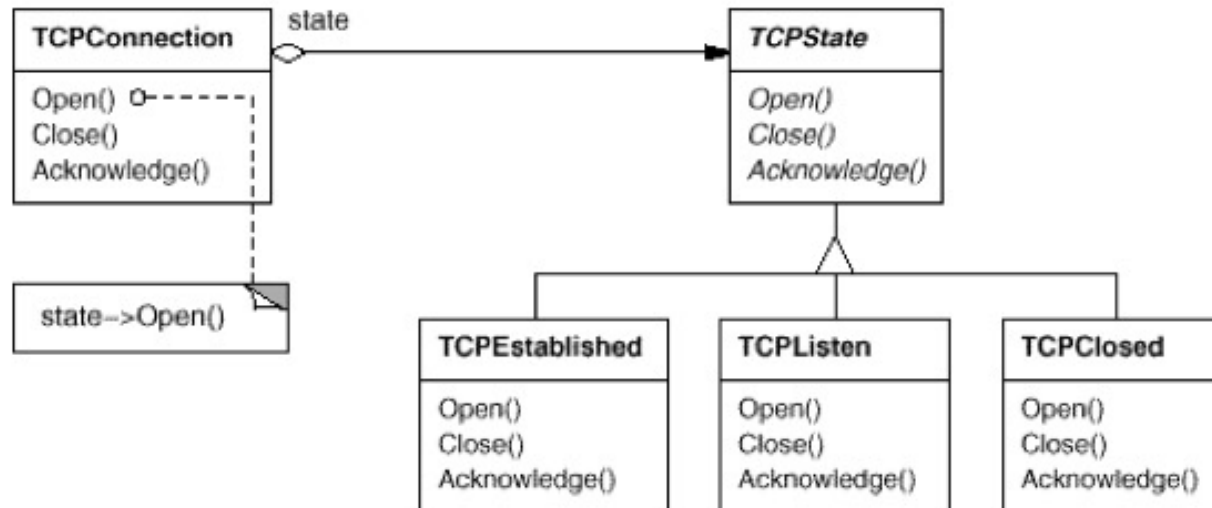 TCPConnection
Open()
Close()
Acknowledge()
state
TCPState
Open()
Close()
Acknowledge()
state->Open()
TCPEstablished
Open()
Close()
Acknowledge()
TCPListen
Open()
Close()
Acknowledge()
TCPClosed
Open()
Close()
Acknowledge()